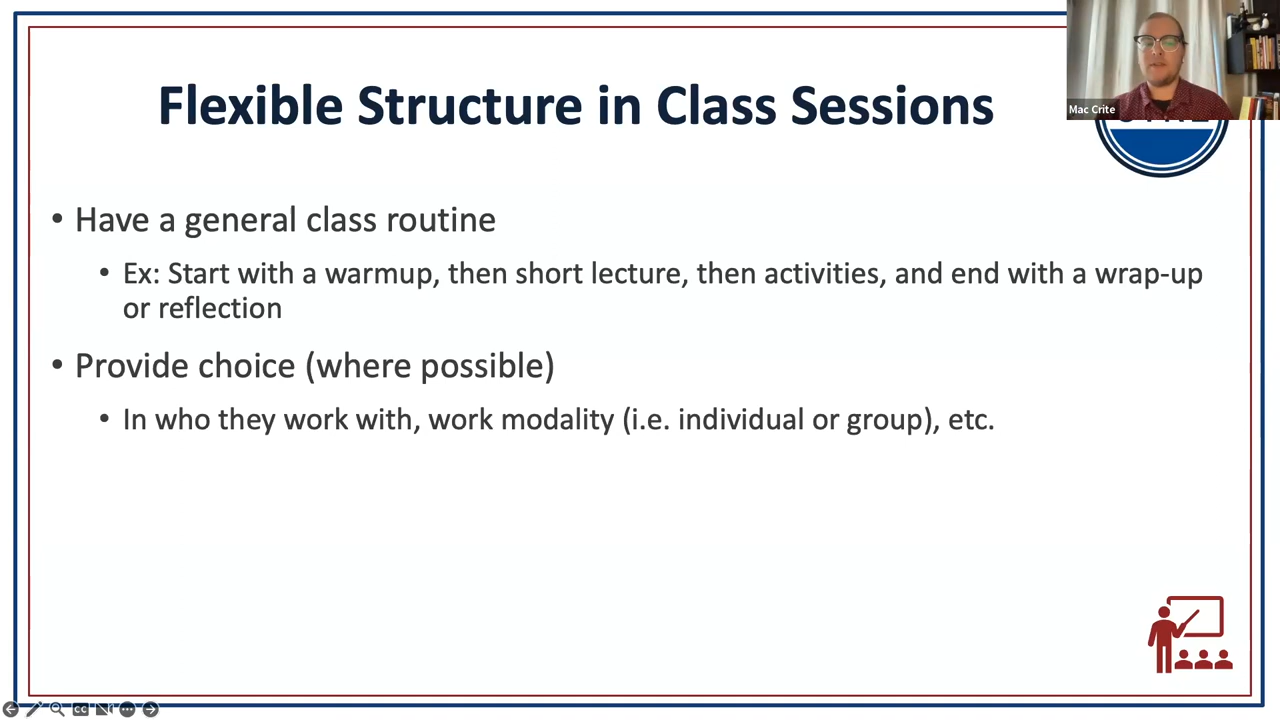 Flexible Structure in Class Sessions
Mac Crite
• Have a general class routine
• Ex: Start with a warmup, then short lecture, then activities, and end with a wrap-up
or reflection
• Provide choice (where possible)
• In who they work with, work modality (i.e. individual or group), etc.
CC